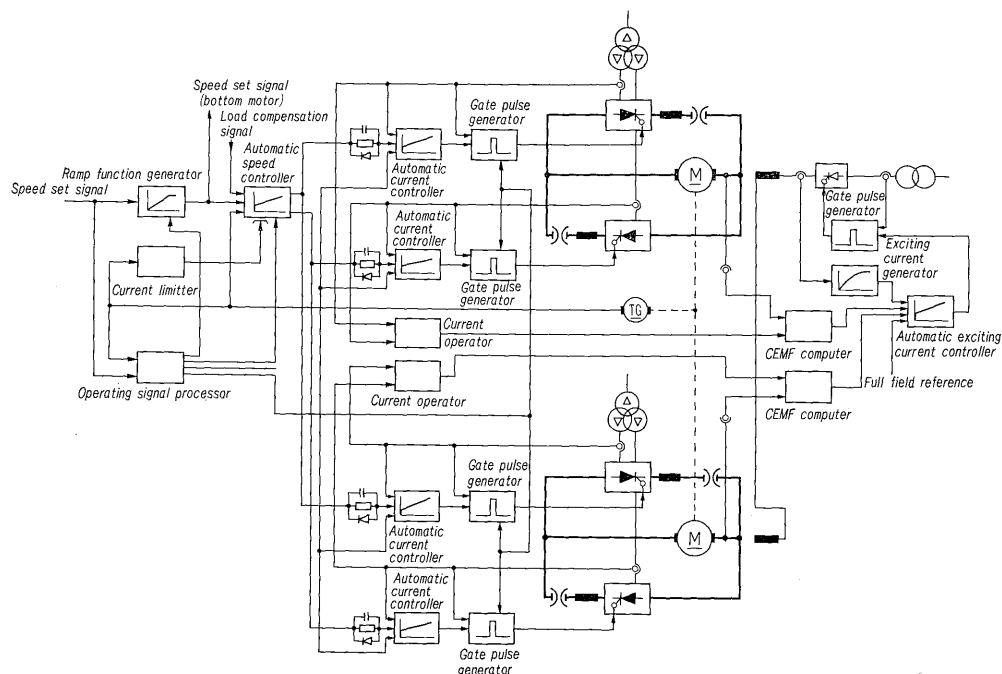 Speed set signal
(bottom motor)
Load compensation
signal
Automatic
speed
controller
Ramp function generator
Speed set signal
Current limitter
Operating signal processor
Gate pulse
generator
Automatic
current
controller
Automatic
current
controller
Gate pulse
generator
Current
operator
Current operator
M
TG
Gate pulse
generator
Exciting
current
generator
Automatic exciting
current controller
CEMF computer
Full field reference
CEMF
computer
Gate pulse
generator
Automatic
current
controller
Automatic
current
controller
M
Gate pulse
generator